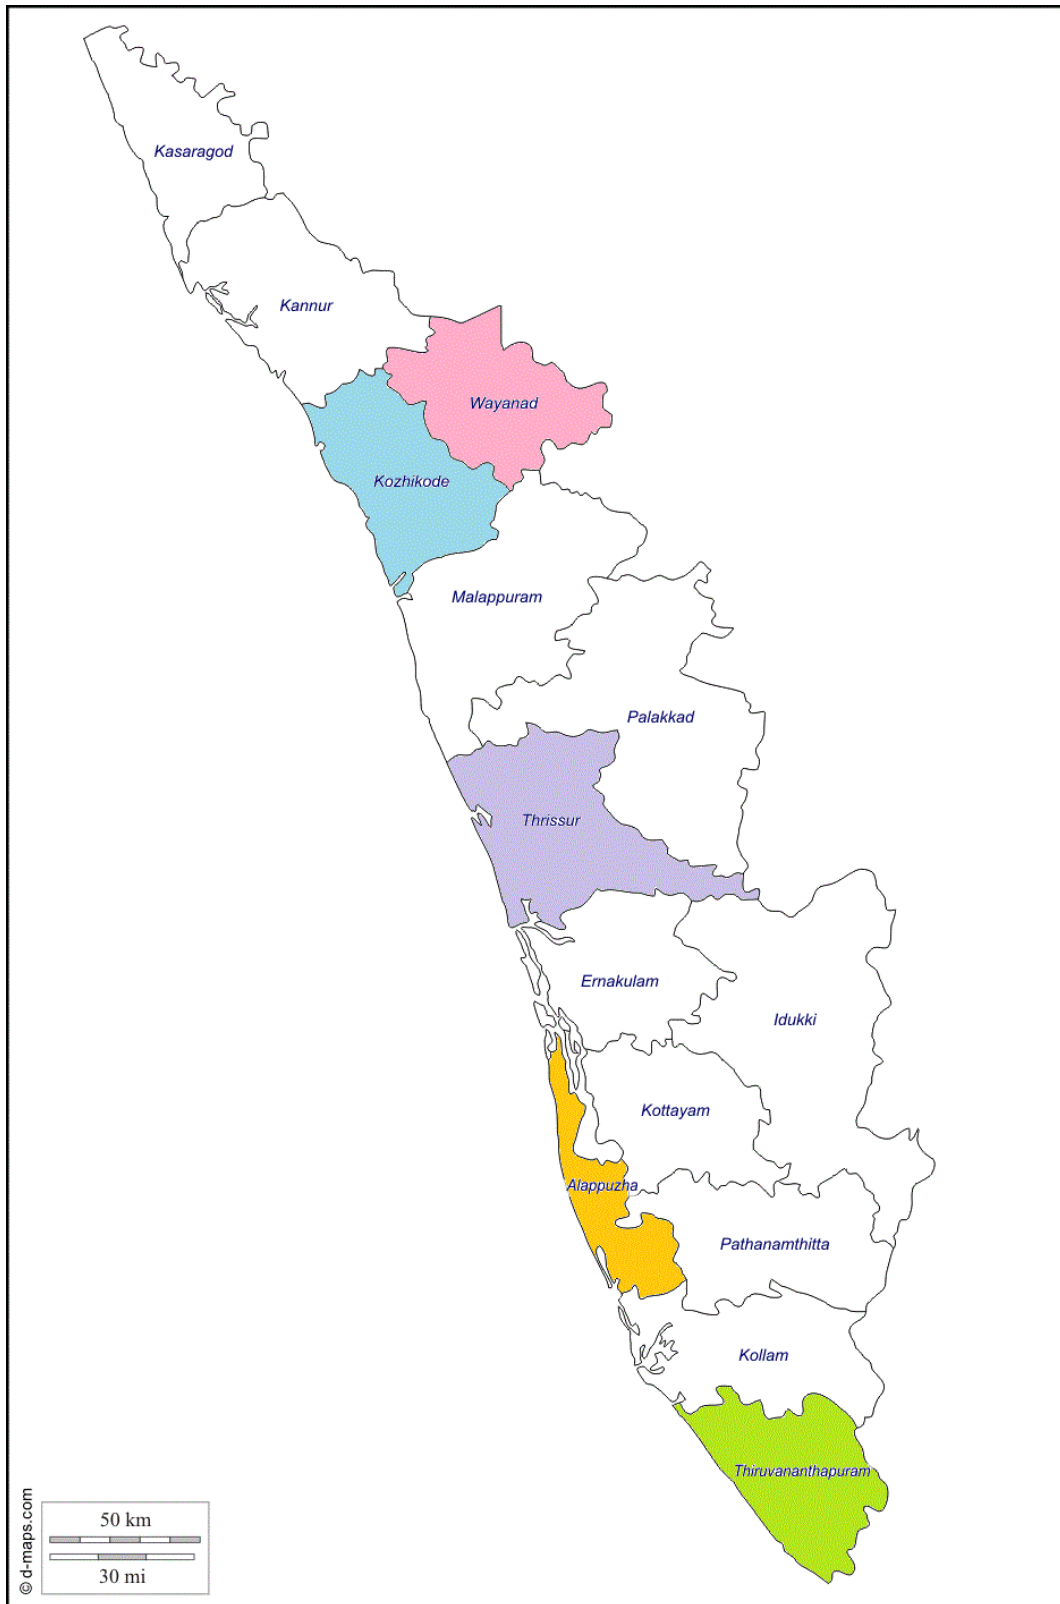 Kasaragod
Kannur
Wayanad
Kozhikode
Malappuram
Palakkad
Thrissur
Ernakulam
Idukki
Kottayam
Alappuzha
Pathanamthitta
Kollam
Thiruvananthapuram
50 km
30 mi
© d-maps.com